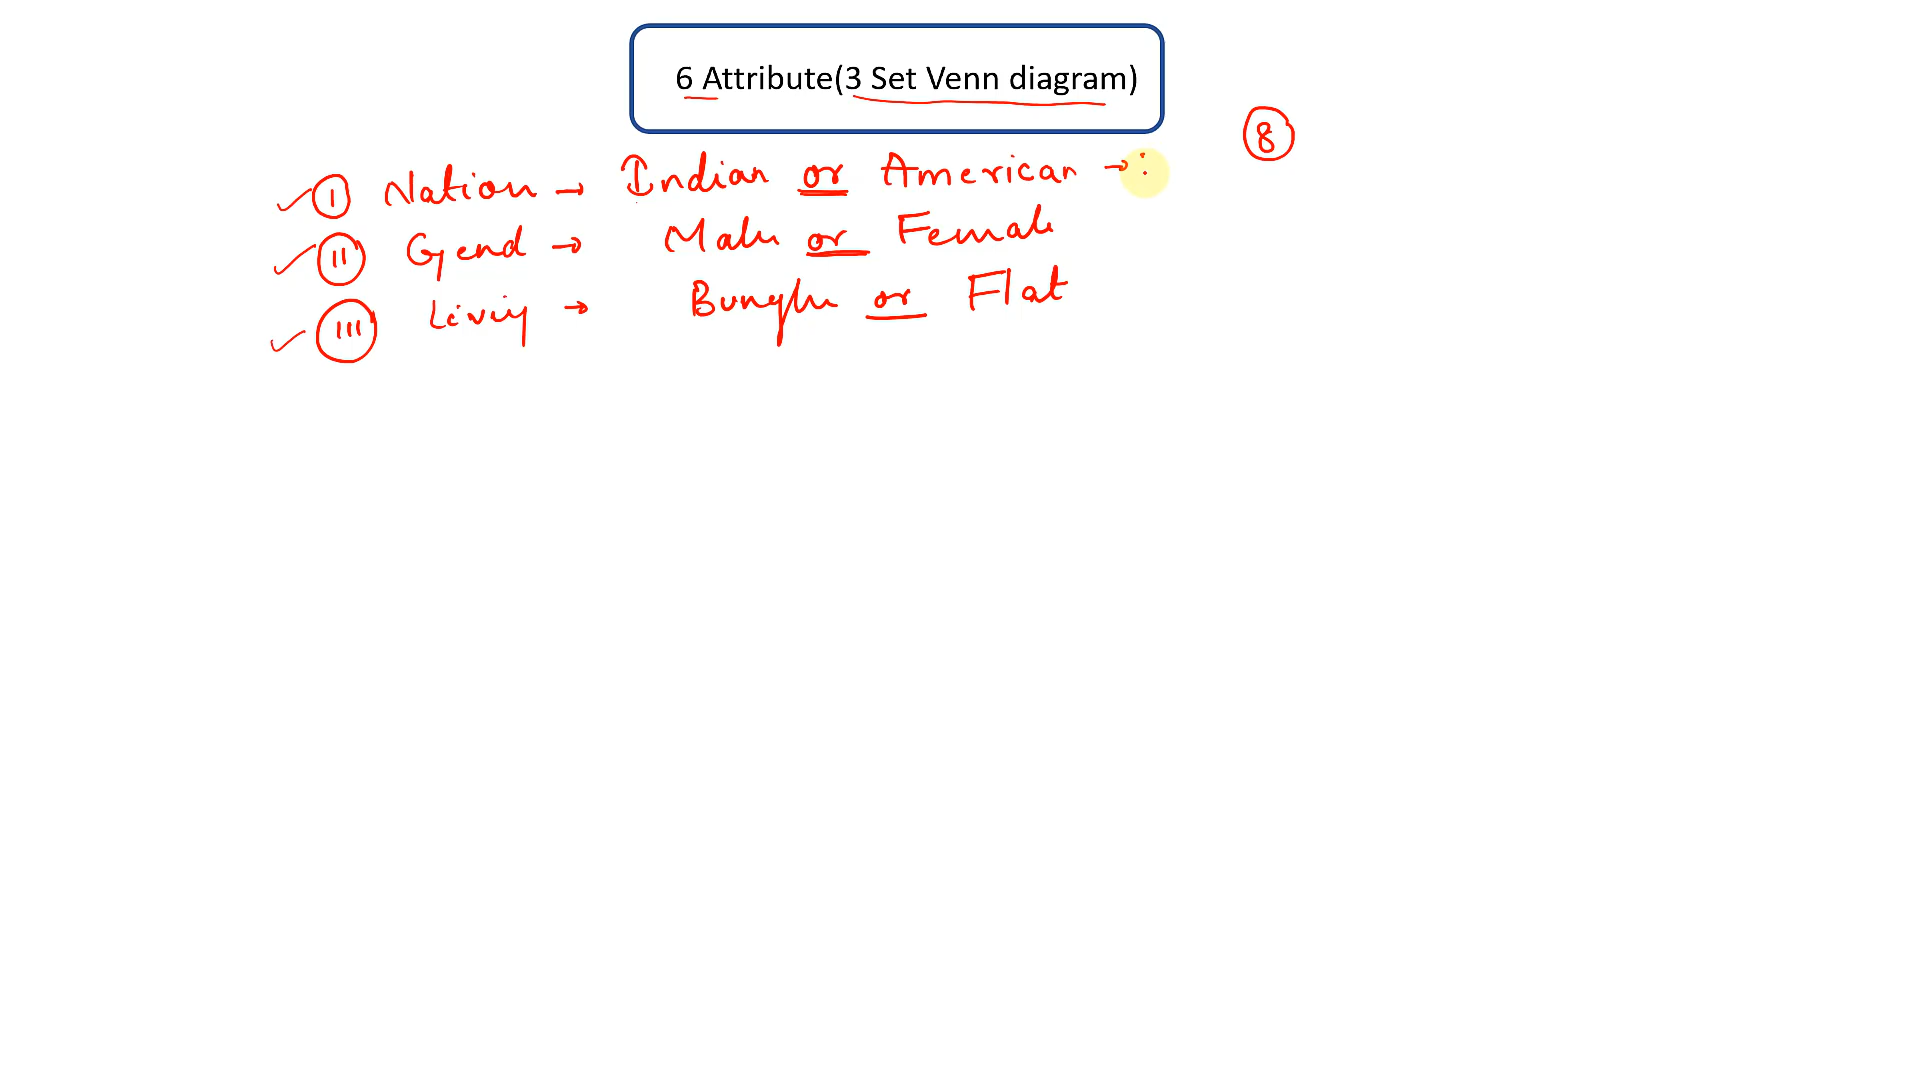 6 Attribute(3 Set Venn diagram)
8
I Nation → Indian or American →
II Gend → Male or Female
III Living → Bunglw or Flat